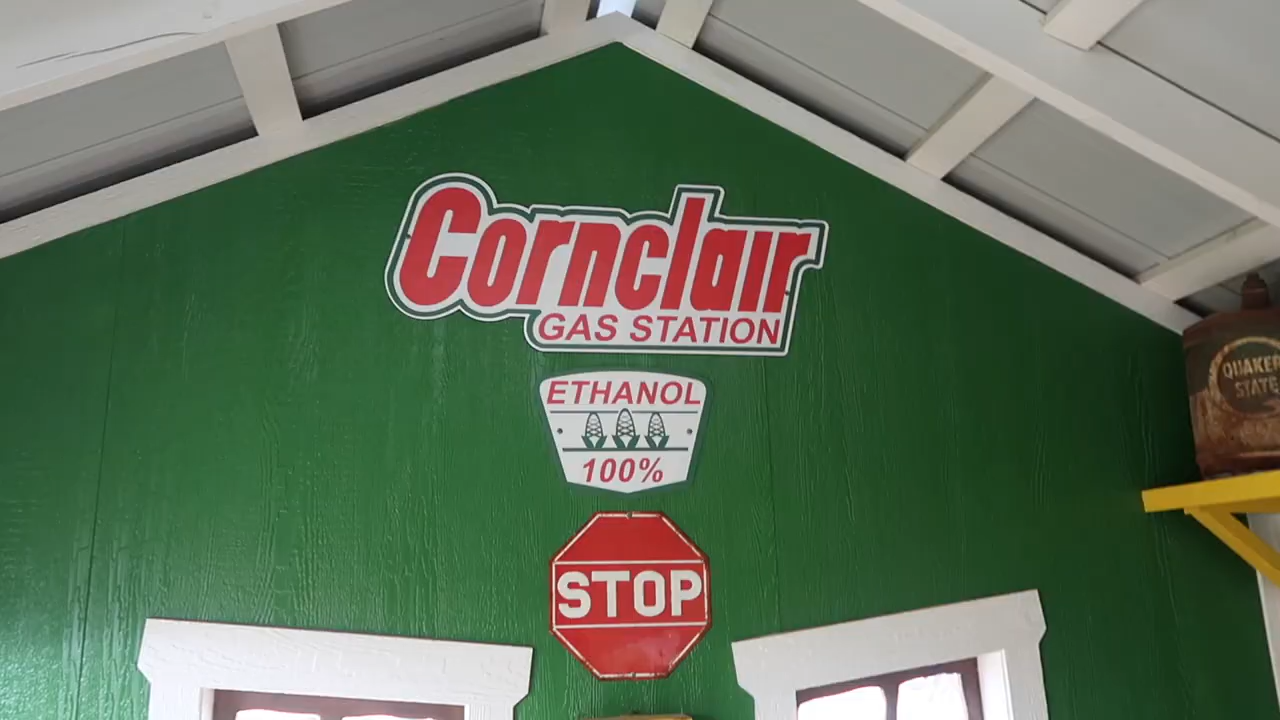 Cornclair
GAS STATION
ETHANOL
100%
STOP
QUAKER
STATE